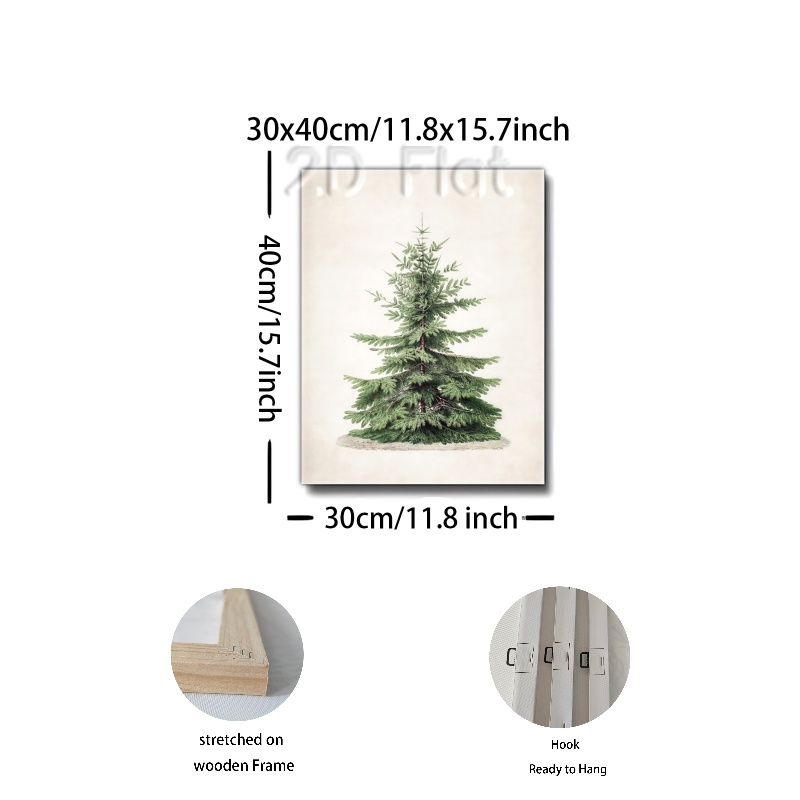 30x40cm/11.8x15.7inch
2D Flat
40cm/15.7inch
30cm/11.8 inch
stretched on
wooden Frame
Hook
Ready to Hang